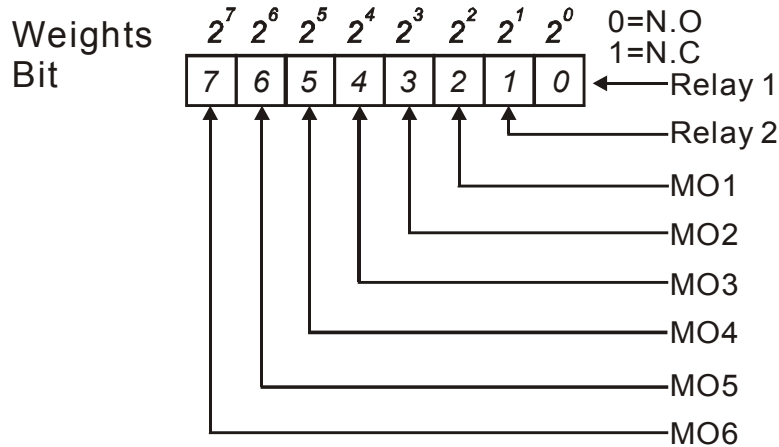 Weights 2^7 2^6 2^5 2^4 2^3 2^2 2^1 2^0 0=N.O
1=N.C
Bit 7 6 5 4 3 2 1 0 Relay 1
Relay 2
MO1
MO2
MO3
MO4
MO5
MO6